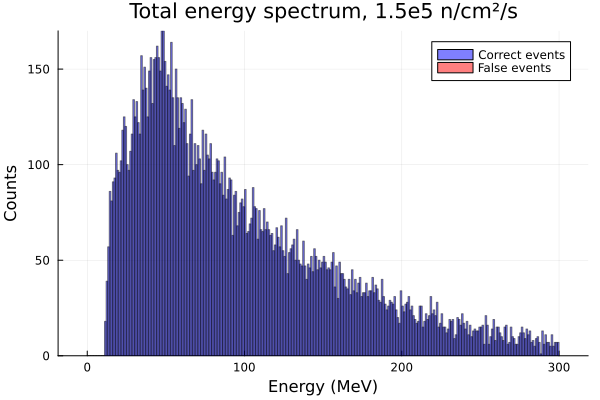 Total energy spectrum, 1.5e5 n/cm²/s
Correct events
False events
150
100
50
0
Counts
0 100 200 300
Energy (MeV)